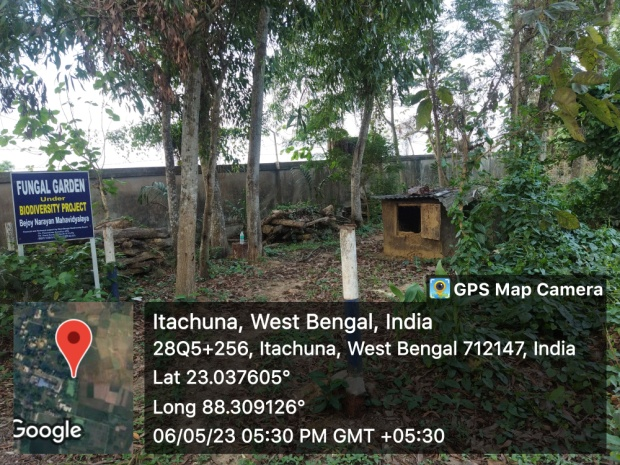 FUNGAL GARDEN
Under
BIODIVERSITY PROJECT
Bejoy Narayan Mahavidyalaya
GPS Map Camera
Itachuna, West Bengal, India
28Q5+256, Itachuna, West Bengal 712147, India
Lat 23.037605°
Long 88.309126°
06/05/23 05:30 PM GMT +05:30
Google